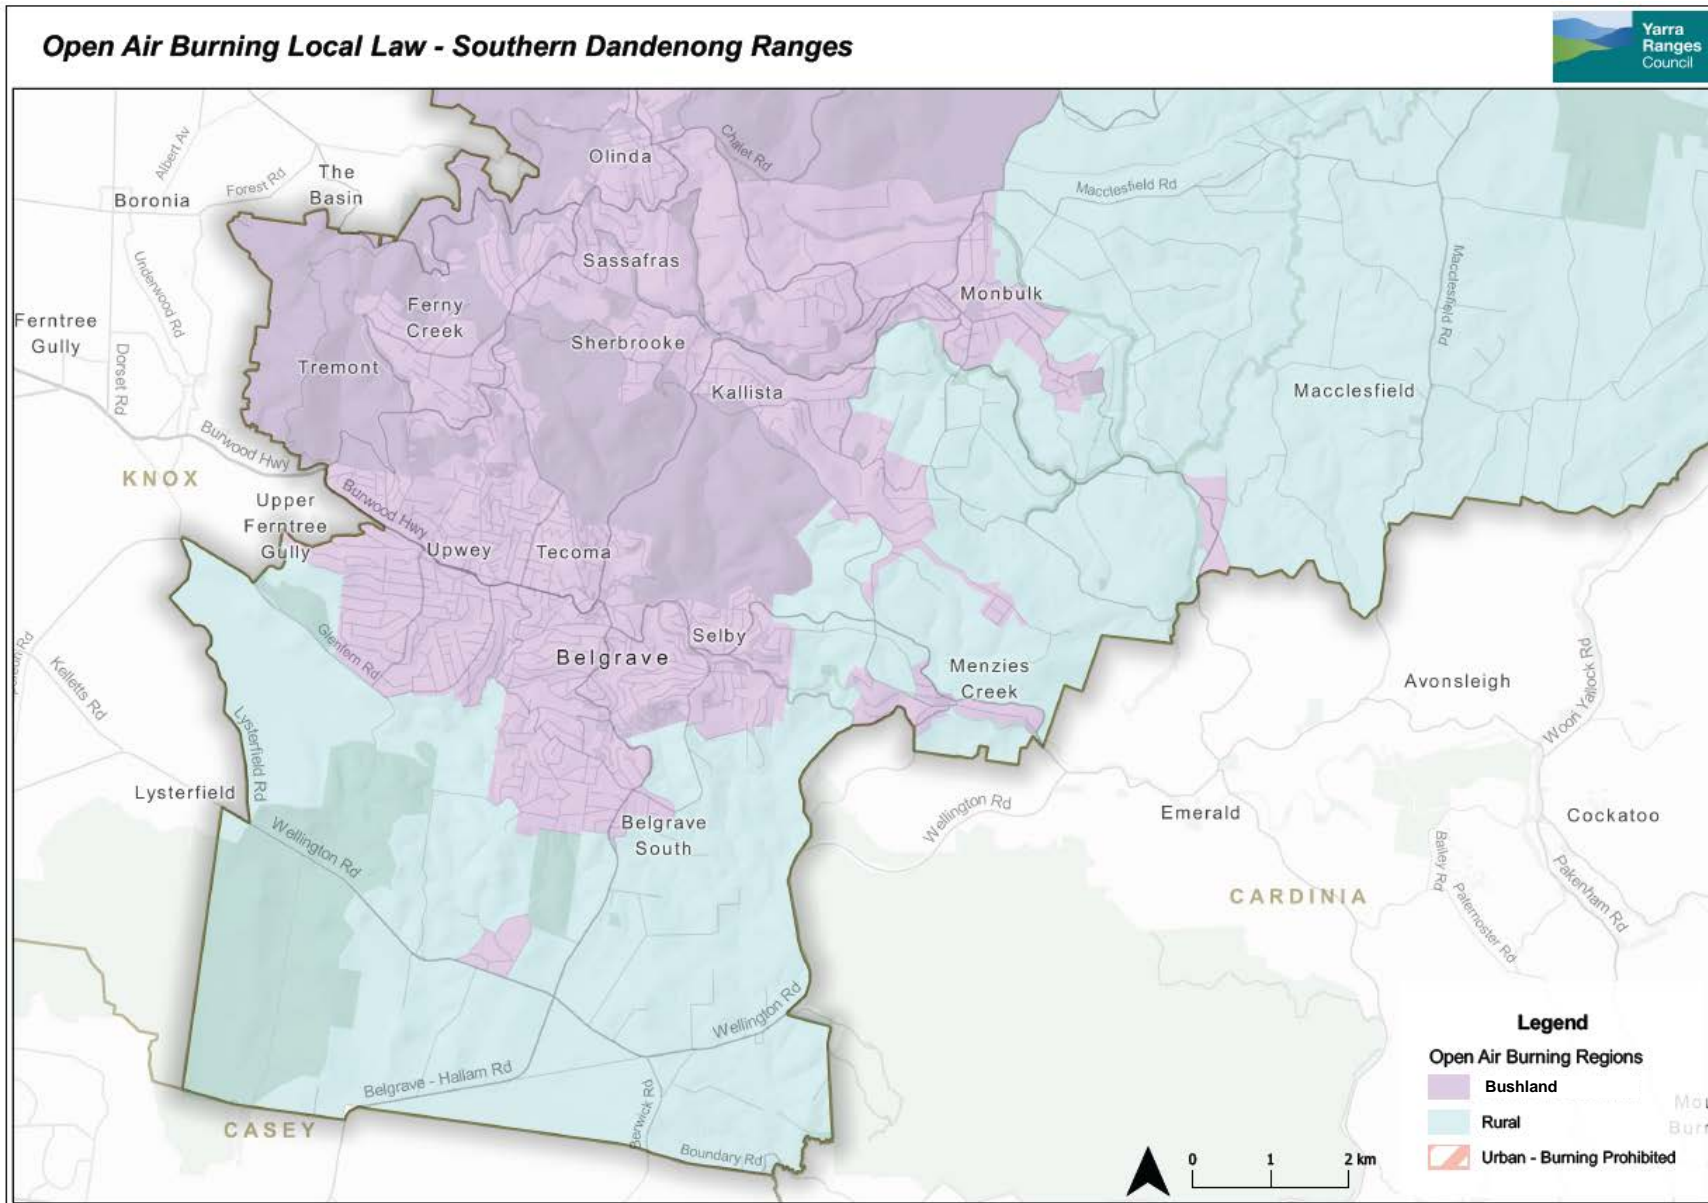 Open Air Burning Local Law - Southern Dandenong Ranges
Yarra
Ranges
Council
Albert Av
Chalet Rd
Olinda
The
Basin
Forest Rd
Boronia
Macclesfield Rd
Underwood Rd
Sassafras
Macclesfield Rd
Monbulk
Ferny
Creek
Ferntree
Gully
Sherbrooke
Dorset Rd
Tremont
Kallista
Macclesfield
Burwood Hwy
KNOX
Upper
Ferntree
Gully
Burwood Hwy
Upwey
Tecoma
Selby
Belgrave
Glenfern Rd
Kelletts Rd
Rd
Menzies
Creek
Avonsleigh
Woori Yallock Rd
Lysterfield Rd
Lysterfield
Wellington Rd
Belgrave
South
Wellington Rd
Emerald
Cockatoo
Bailey Rd
Pakenham Rd
Paternoster Rd
CARDINIA
Wellington Rd
Belgrave - Hallam Rd
Berwick Rd
CASEY
Boundary Rd
Legend
Open Air Burning Regions
Bushland
Rural
Urban - Burning Prohibited
0 1 2 km